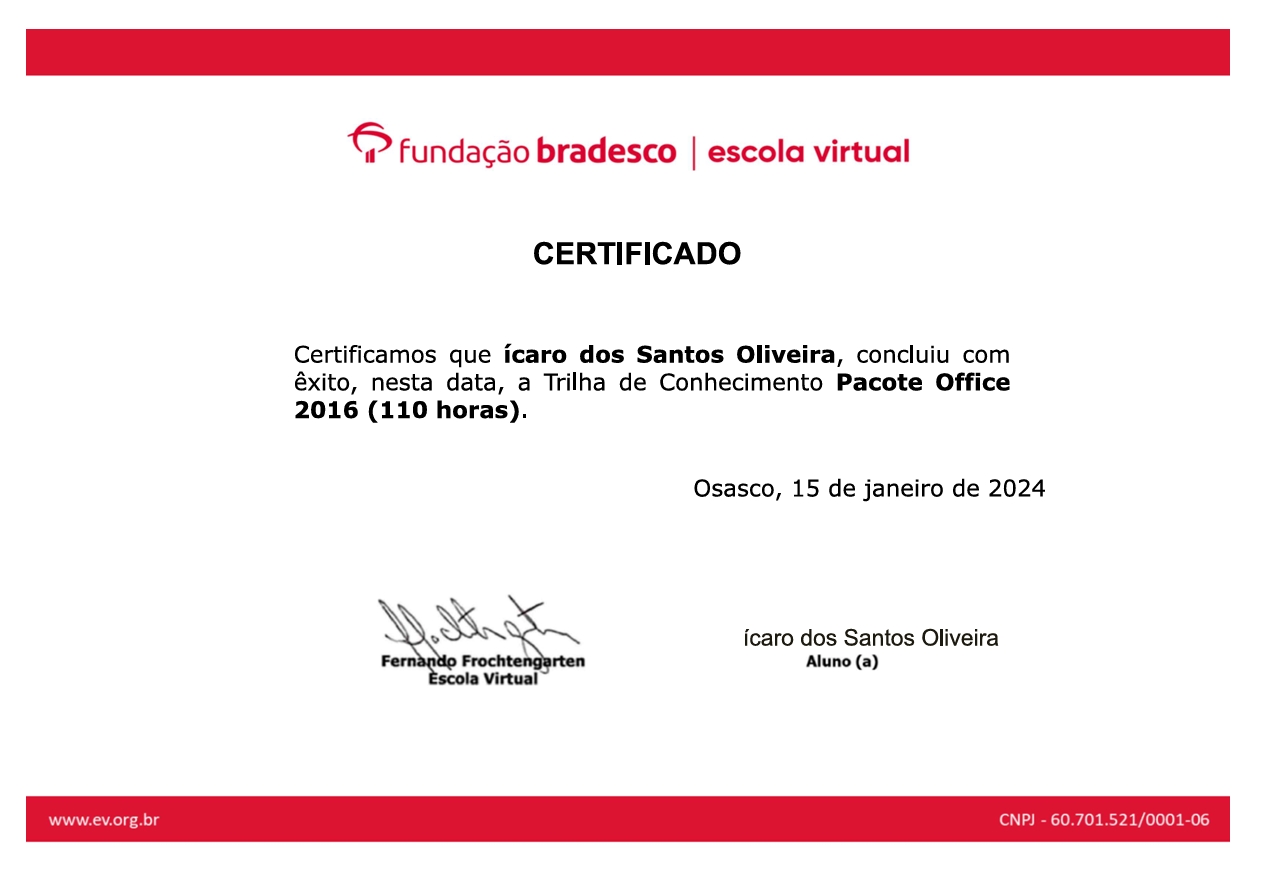 fundação bradesco | escola virtual
CERTIFICADO
Certificamos que ícaro dos Santos Oliveira, concluiu com
êxito, nesta data, a Trilha de Conhecimento Pacote Office
2016 (110 horas).
Osasco, 15 de janeiro de 2024
Fernando Frochtengarten
Escola Virtual
ícaro dos Santos Oliveira
Aluno (a)
www.ev.org.br
CNPJ - 60.701.521/0001-06